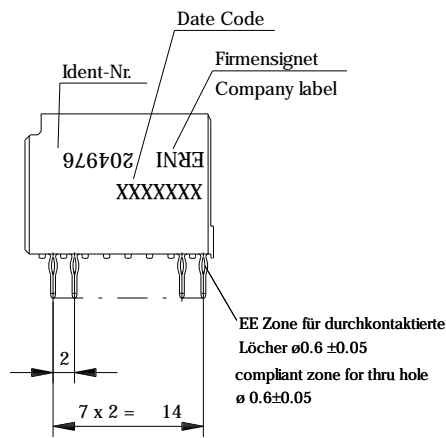 Date Code
Firmensignet
Company label
Ident-Nr.
ERNI 204976
XXXXXXX
EE Zone für durchkontaktierte
Löcher ø0.6 ±0.05
compliant zone for thru hole
ø 0.6±0.05
2
7 x 2 = 14